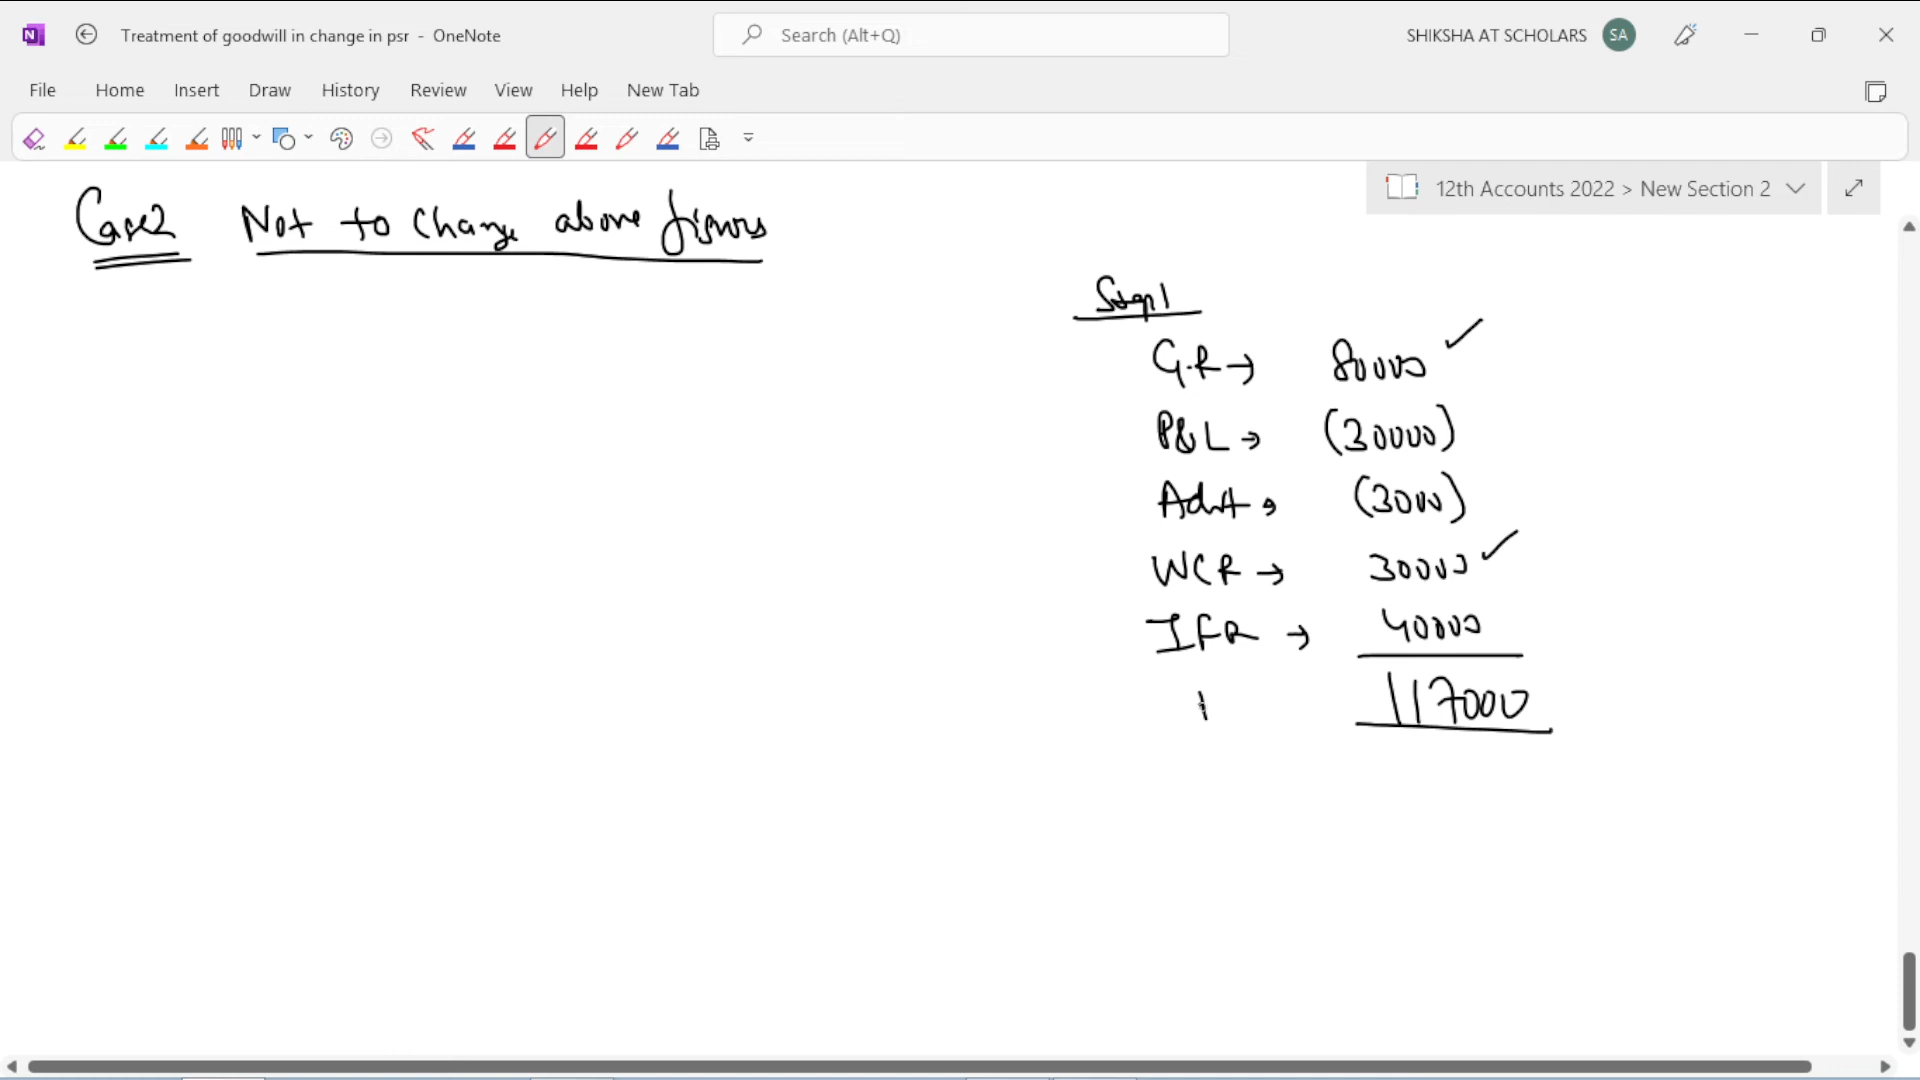 Treatment of goodwill in change in psr - OneNote
Search (Alt+Q)
SHIKSHA AT SCHOLARS
SA
File Home Insert Draw History Review View Help New Tab
12th Accounts 2022 > New Section 2
Case2 Not to change above figures
Step1
G.R → 80000 ✓
P&L → (30000)
Advt → (3000)
WCR → 30000 ✓
IFR → 40000
117000